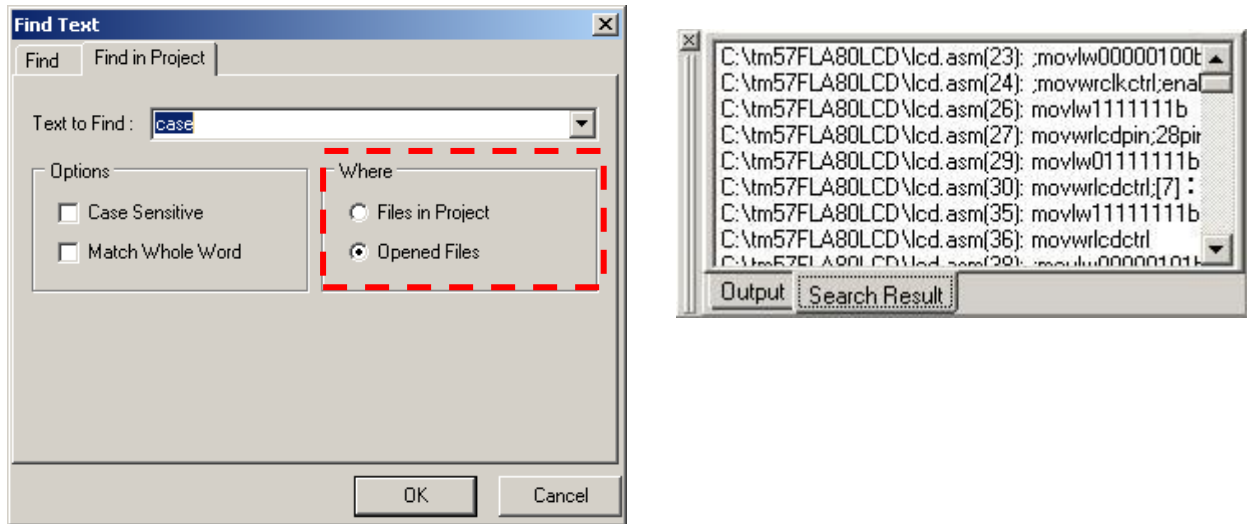 Find Text
Find
Find in Project
Text to Find :
case
Options
Case Sensitive
Match Whole Word
Where
Files in Project
Opened Files
OK
Cancel
C:\tm57FLA80LCD\lcd.asm(23): ;movlw00000100b
C:\tm57FLA80LCD\lcd.asm(24): ;movwrclkctrl;ena
C:\tm57FLA80LCD\lcd.asm(26): movlw1111111b
C:\tm57FLA80LCD\lcd.asm(27): movwrlcdpin;28pin
C:\tm57FLA80LCD\lcd.asm(29): movlw01111111b
C:\tm57FLA80LCD\lcd.asm(30): movwrlcdctrl;[7] :
C:\tm57FLA80LCD\lcd.asm(35): movlw11111111b
C:\tm57FLA80LCD\lcd.asm(36): movwrlcdctrl
Output
Search Result